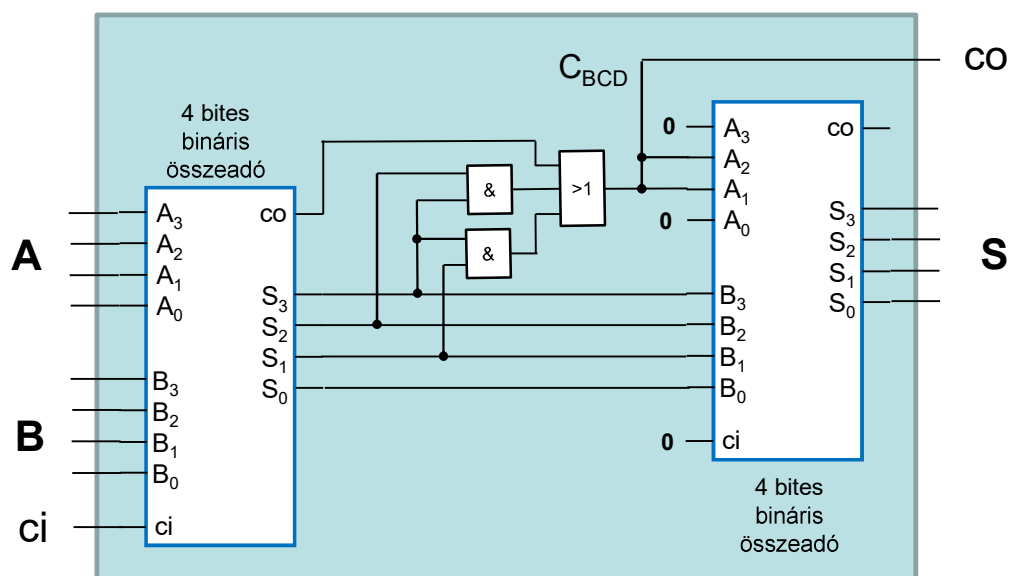 C_BCD
co
4 bites
bináris
összeadó
A
A₃
A₂
A₁
A₀
B
B₃
B₂
B₁
B₀
ci
ci
co
S₃
S₂
S₁
S₀
&
&
>1
0
A₃
A₂
A₁
0
A₀
B₃
B₂
B₁
B₀
0
ci
co
S₃
S₂
S₁
S₀
S
4 bites
bináris
összeadó